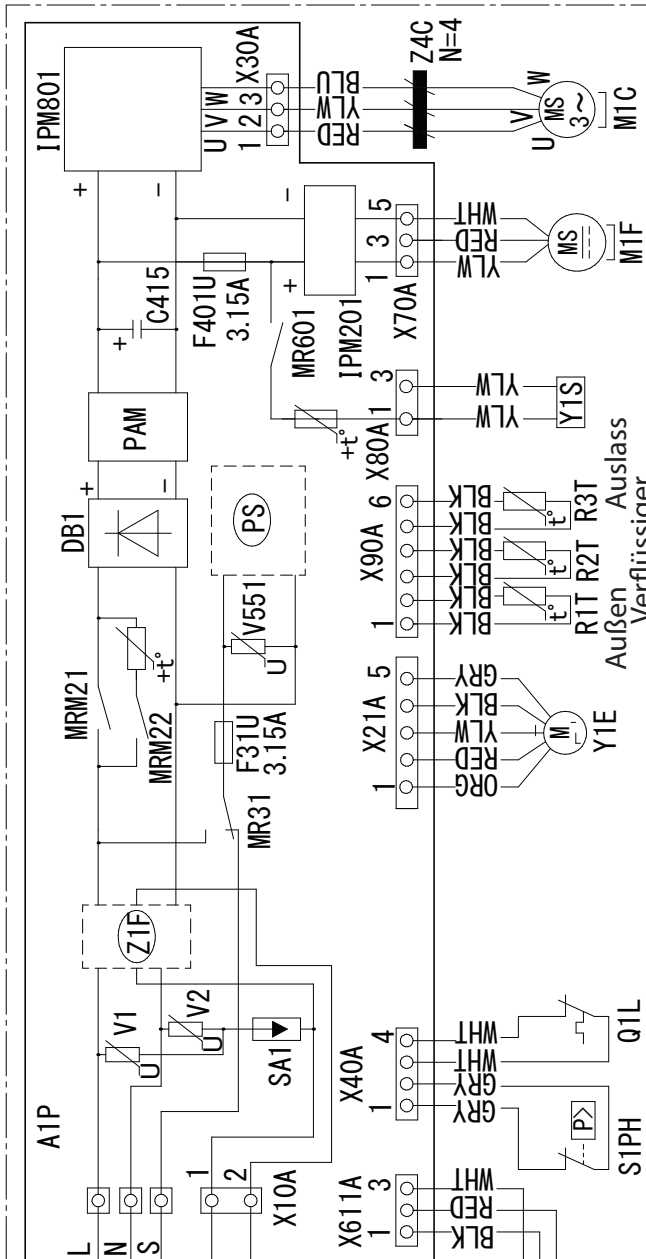 A1P
L
N
S
V1
U
V2
U
SA1
Z1F
1
2
X10A
MRM21
MRM22
+t°
MR31
F31U
3.15A
V551
U
PS
DB1
+
–
PAM
+
C415
F401U
3.15A
MR601
+t°
IPM201
+
–
IPM801
+
–
U V W
1 2 3
X30A
RED
YLW
BLU
Z4C
N=4
U
V
W
MS
3~
M1C
1
3
5
X70A
YLW
RED
WHT
MS
M1F
X80A
1
3
YLW
YLW
Y1S
X90A
1
6
BLK
BLK
BLK
BLK
BLK
BLK
t°
t°
t°
R1T
R2T
R3T
Außen
Verflüssiger
Auslass
X21A
1
5
ORG
RED
YLW
BLK
GRY
M
Y1E
X40A
1
4
GRY
GRY
WHT
WHT
P>
S1PH
Q1L
X611A
1
3
BLK
RED
WHT